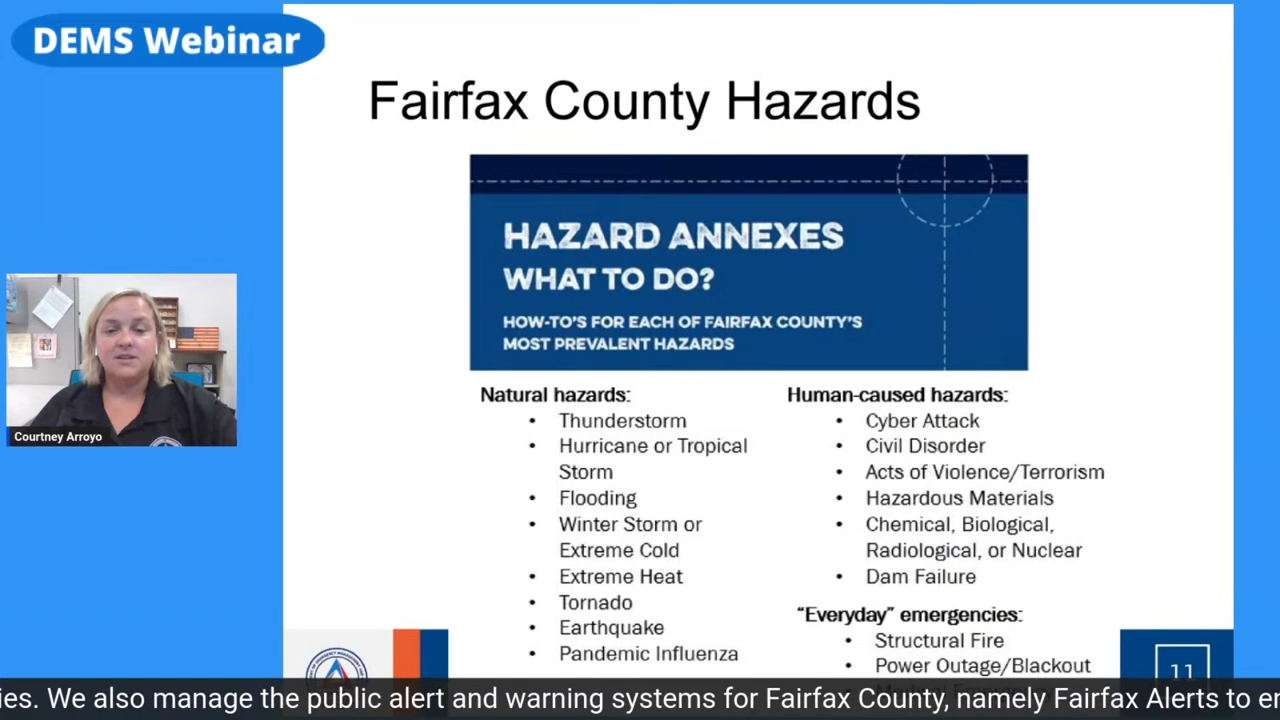 DEMS Webinar
Fairfax County Hazards
HAZARD ANNEXES
WHAT TO DO?
HOW-TO'S FOR EACH OF FAIRFAX COUNTY'S
MOST PREVALENT HAZARDS
Courtney Arroyo
Natural hazards:
• Thunderstorm
• Hurricane or Tropical
Storm
• Flooding
• Winter Storm or
Extreme Cold
• Extreme Heat
• Tornado
• Earthquake
• Pandemic Influenza
Human-caused hazards:
• Cyber Attack
• Civil Disorder
• Acts of Violence/Terrorism
• Hazardous Materials
• Chemical, Biological,
Radiological, or Nuclear
• Dam Failure
"Everyday" emergencies:
• Structural Fire
• Power Outage/Blackout
11
ies. We also manage the public alert and warning systems for Fairfax County, namely Fairfax Alerts to e